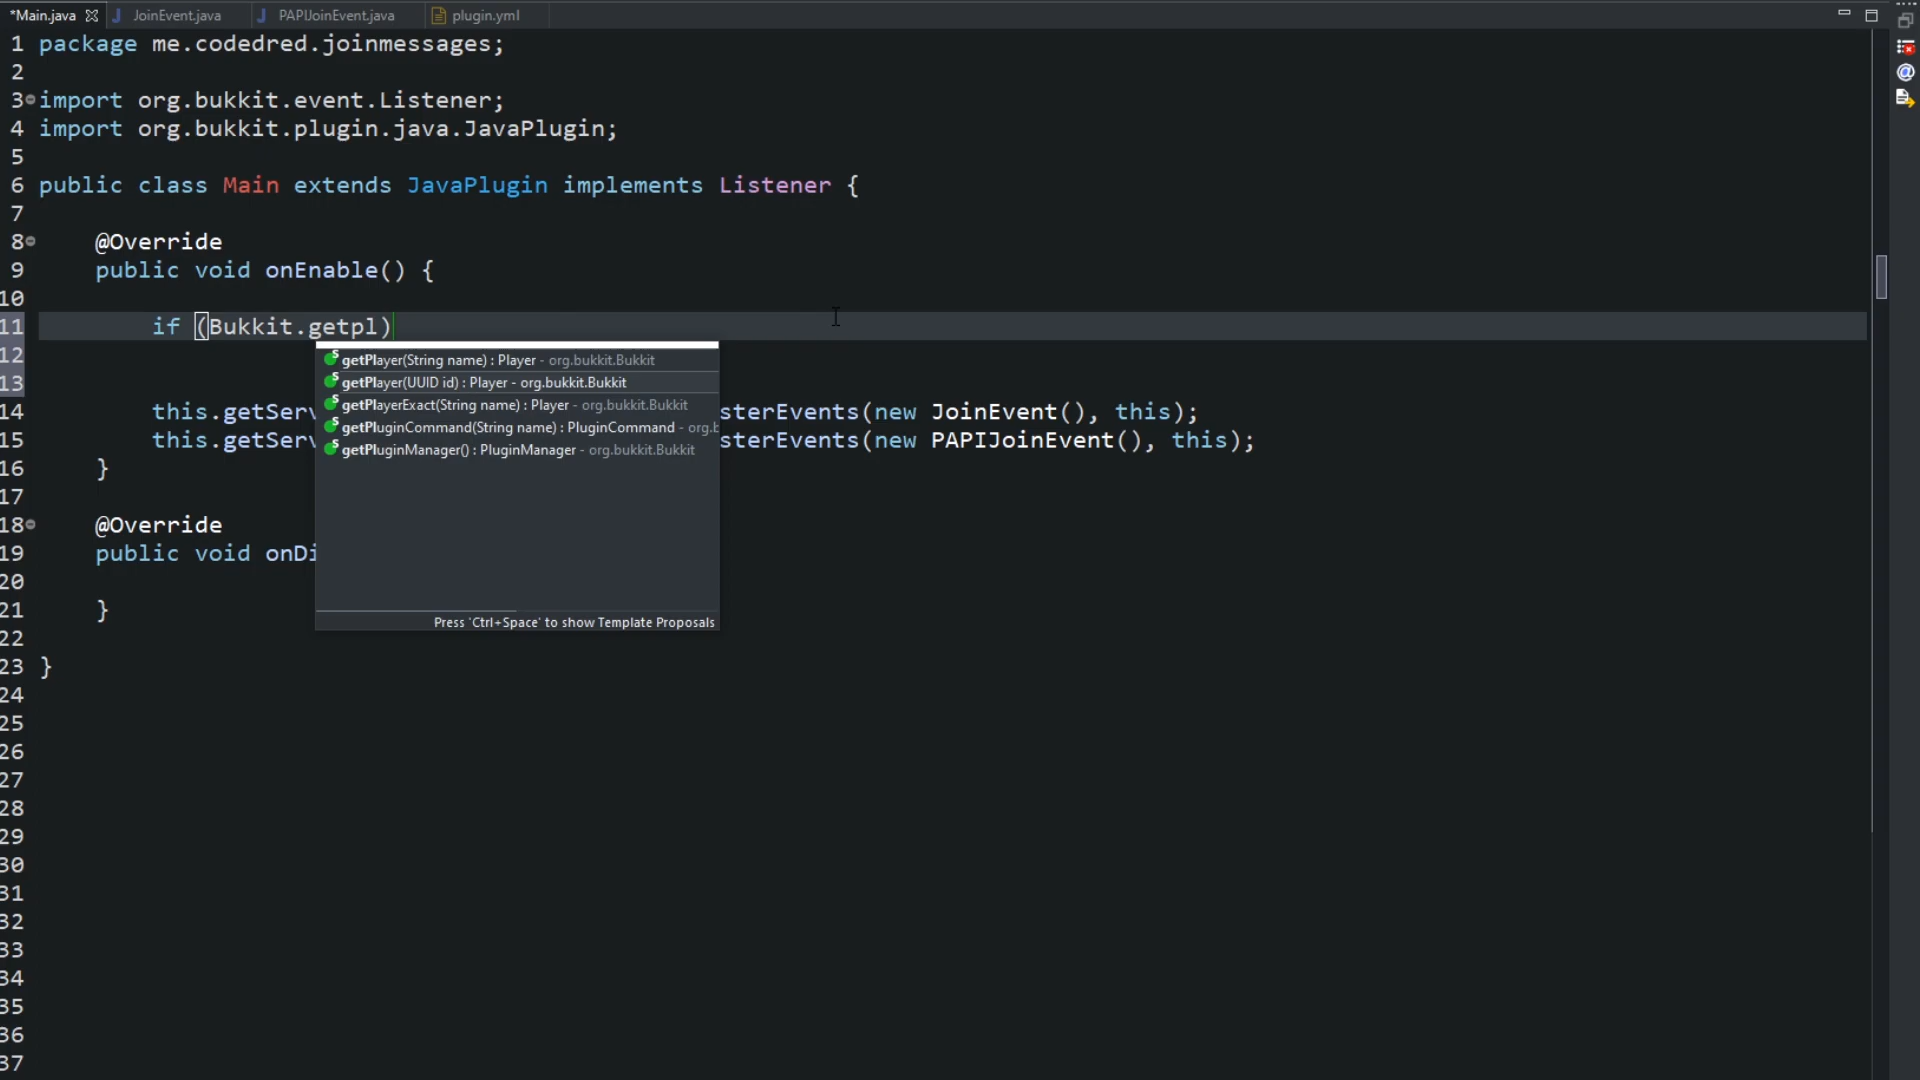 *Main.java
JoinEvent.java
PAPIJoinEvent.java
plugin.yml
1 package me.codedred.joinmessages;
2
3 import org.bukkit.event.Listener;
4 import org.bukkit.plugin.java.JavaPlugin;
5
6 public class Main extends JavaPlugin implements Listener {
7
8 @Override
9 public void onEnable() {
10
11 if (Bukkit.getpl)
12
getPlayer(String name) : Player - org.bukkit.Bukkit
13
getPlayer(UUID id) : Player - org.bukkit.Bukkit
getPlayerExact(String name) : Player - org.bukkit.Bukkit
14 this.getServ sterEvents(new JoinEvent(), this);
getPluginCommand(String name) : PluginCommand - org.b
15 this.getServ sterEvents(new PAPIJoinEvent(), this);
getPluginManager() : PluginManager - org.bukkit.Bukkit
16 }
17
18 @Override
19 public void onDi
20
21 }
Press 'Ctrl+Space' to show Template Proposals
22
23 }
24
25
26
27
28
29
30
31
32
33
34
35
36
37